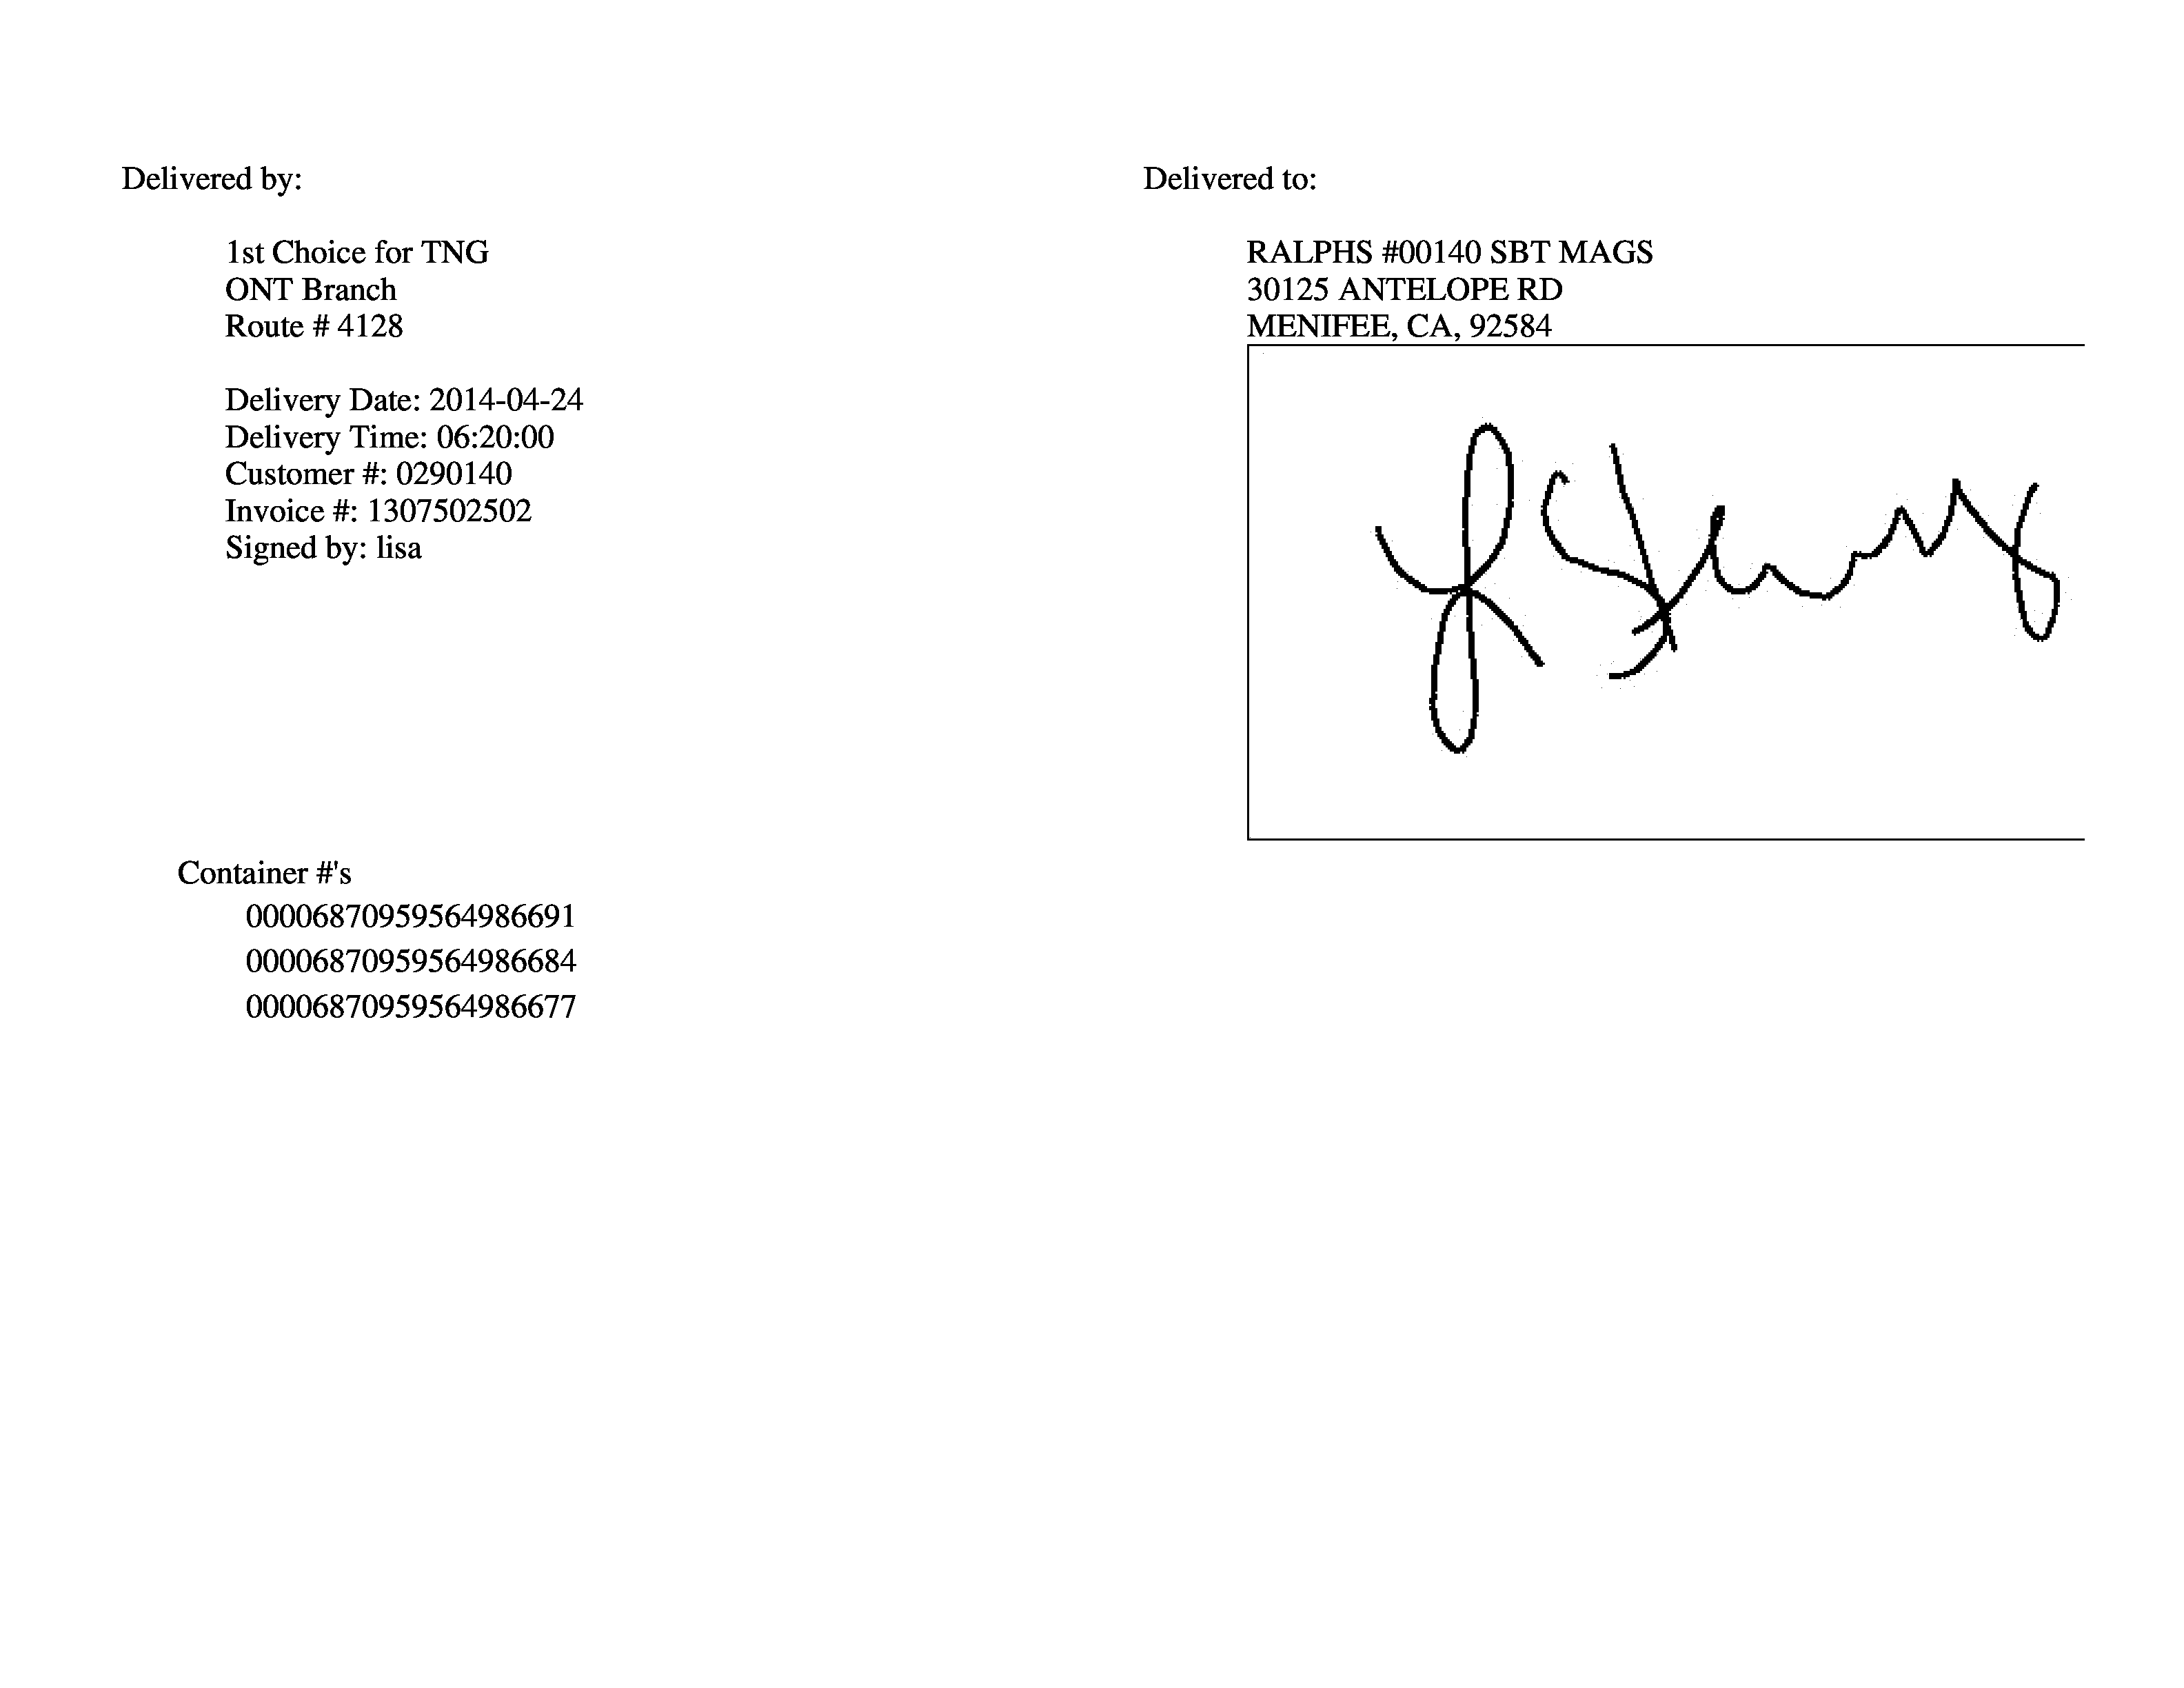 Delivered by:
1st Choice for TNG
ONT Branch
Route # 4128
Delivery Date: 2014-04-24
Delivery Time: 06:20:00
Customer #: 0290140
Invoice #: 1307502502
Signed by: lisa
Delivered to:
RALPHS #00140 SBT MAGS
30125 ANTELOPE RD
MENIFEE, CA, 92584
Container #'s
00006870959564986691
00006870959564986684
00006870959564986677